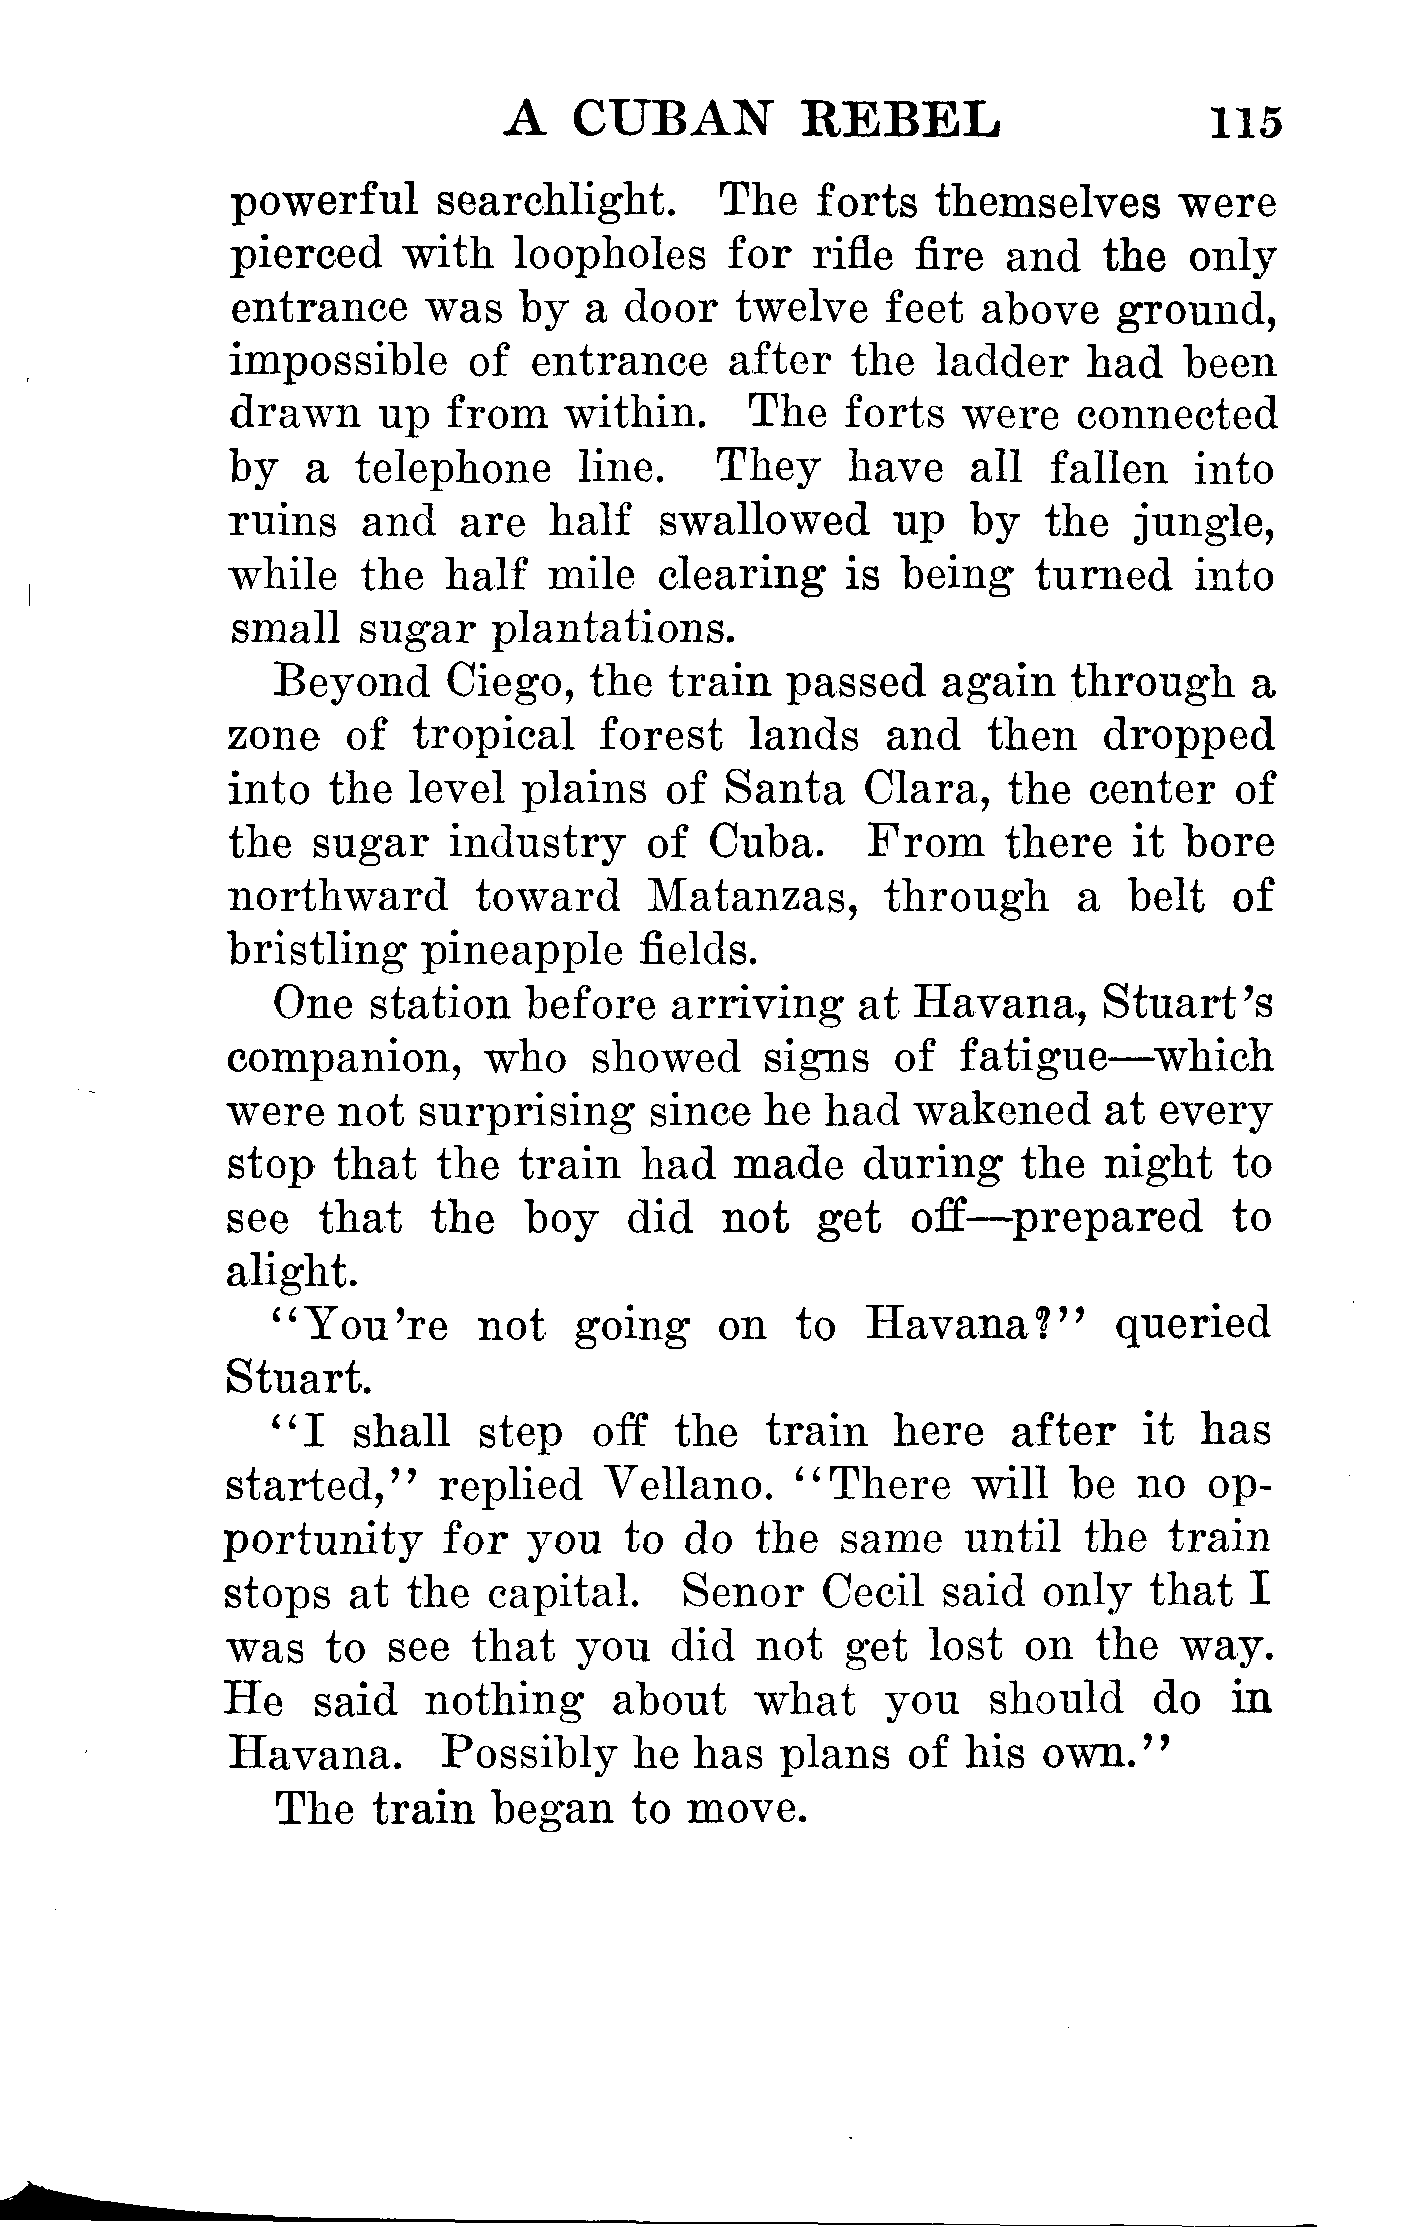 A CUBAN REBEL 115
powerful searchlight. The forts themselves were
pierced with loopholes for rifle fire and the only
entrance was by a door twelve feet above ground,
impossible of entrance after the ladder had been
drawn up from within. The forts were connected
by a telephone line. They have all fallen into
ruins and are half swallowed up by the jungle,
while the half mile clearing is being turned into
small sugar plantations.
Beyond Ciego, the train passed again through a
zone of tropical forest lands and then dropped
into the level plains of Santa Clara, the center of
the sugar industry of Cuba. From there it bore
northward toward Matanzas, through a belt of
bristling pineapple fields.
One station before arriving at Havana, Stuart's
companion, who showed signs of fatigue—which
were not surprising since he had wakened at every
stop that the train had made during the night to
see that the boy did not get off—prepared to
alight.
"You're not going on to Havana?" queried
Stuart.
"I shall step off the train here after it has
started," replied Vellano. "There will be no op-
portunity for you to do the same until the train
stops at the capital. Senor Cecil said only that I
was to see that you did not get lost on the way.
He said nothing about what you should do in
Havana. Possibly he has plans of his own."
The train began to move.